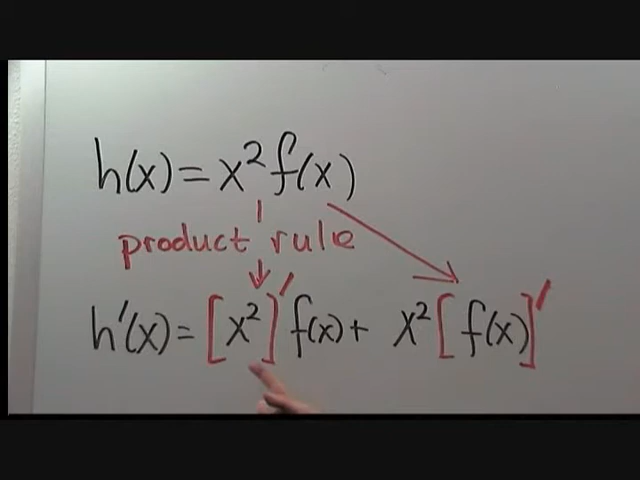 h(x) = x²f(x)
product rule
h'(x) = [x²]' f(x) + x² [f(x)]'